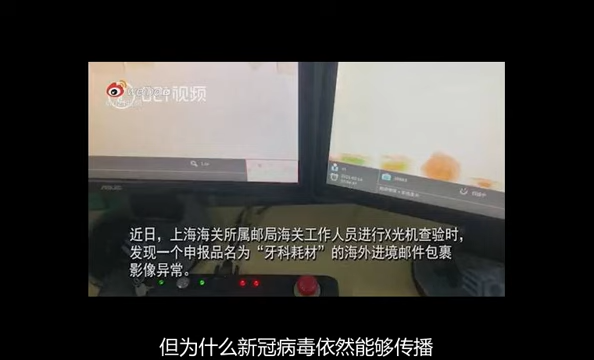 视频
近日，上海海关所属邮局海关工作人员进行X光机查验时，
发现一个申报品名为“牙科耗材”的海外进境邮件包裹
影像异常。
但为什么新冠病毒依然能够传播